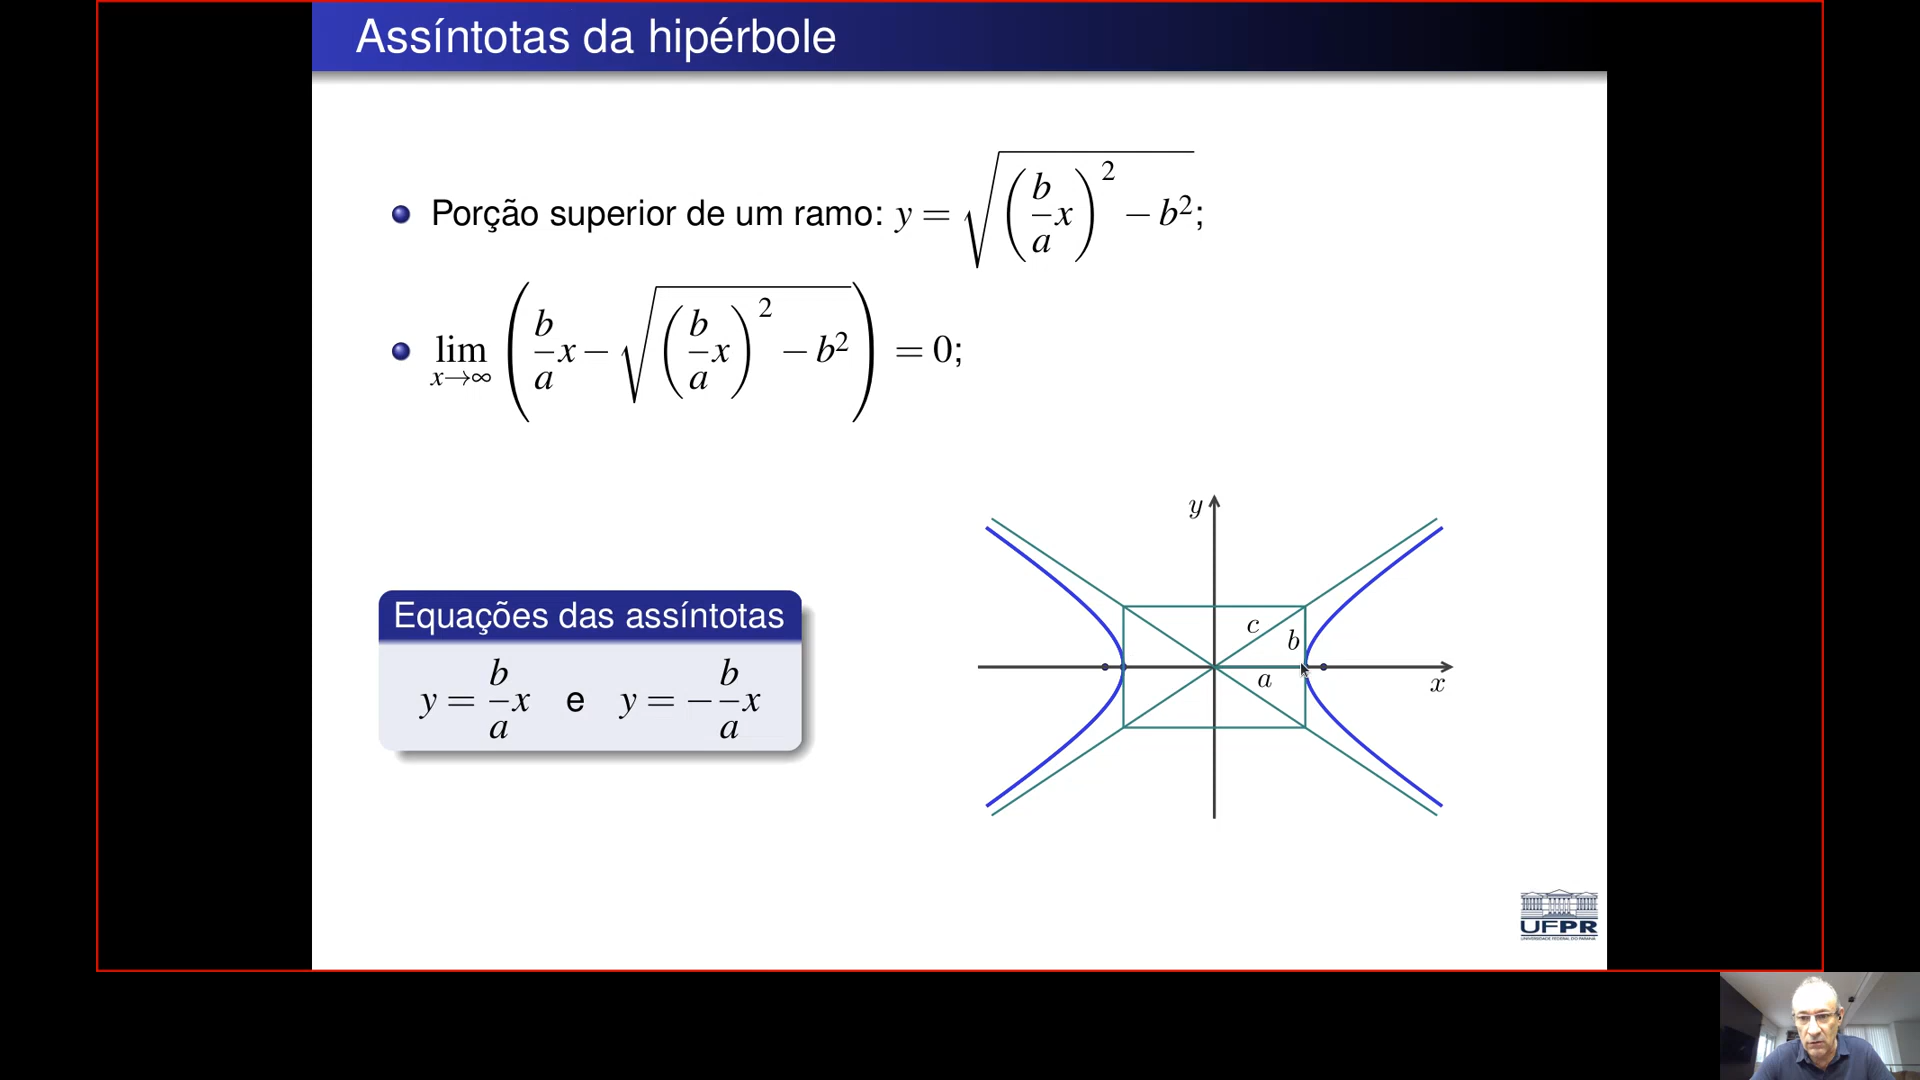 Assíntotas da hipérbole
Porção superior de um ramo: y = √((b/a x)² − b²);
lim x→∞ (b/a x − √((b/a x)² − b²)) = 0;
y
c
b
a
x
Equações das assíntotas
y = b/a x e y = − b/a x
UFPR
UNIVERSIDADE FEDERAL DO PARANÁ